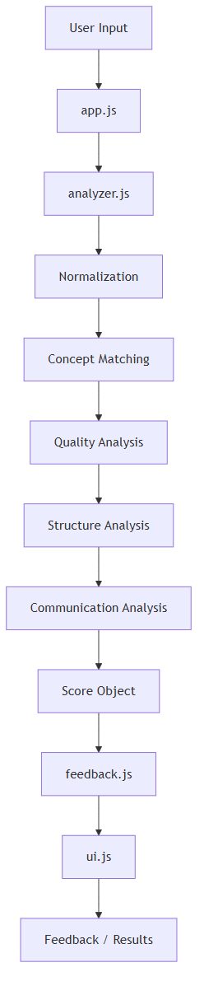 User Input
app.js
analyzer.js
Normalization
Concept Matching
Quality Analysis
Structure Analysis
Communication Analysis
Score Object
feedback.js
ui.js
Feedback / Results